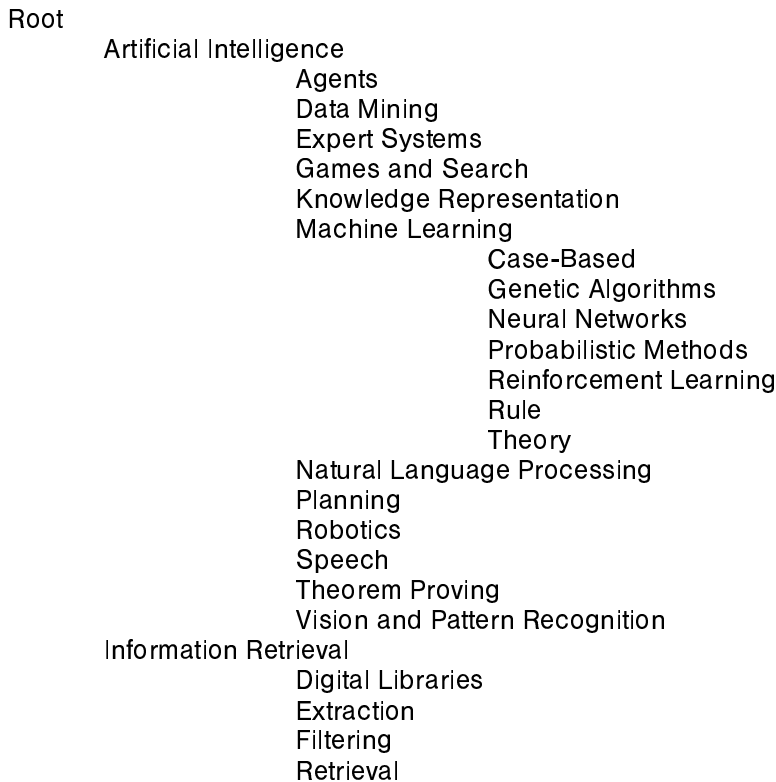 Root
Artificial Intelligence
Agents
Data Mining
Expert Systems
Games and Search
Knowledge Representation
Machine Learning
Case-Based
Genetic Algorithms
Neural Networks
Probabilistic Methods
Reinforcement Learning
Rule
Theory
Natural Language Processing
Planning
Robotics
Speech
Theorem Proving
Vision and Pattern Recognition
Information Retrieval
Digital Libraries
Extraction
Filtering
Retrieval